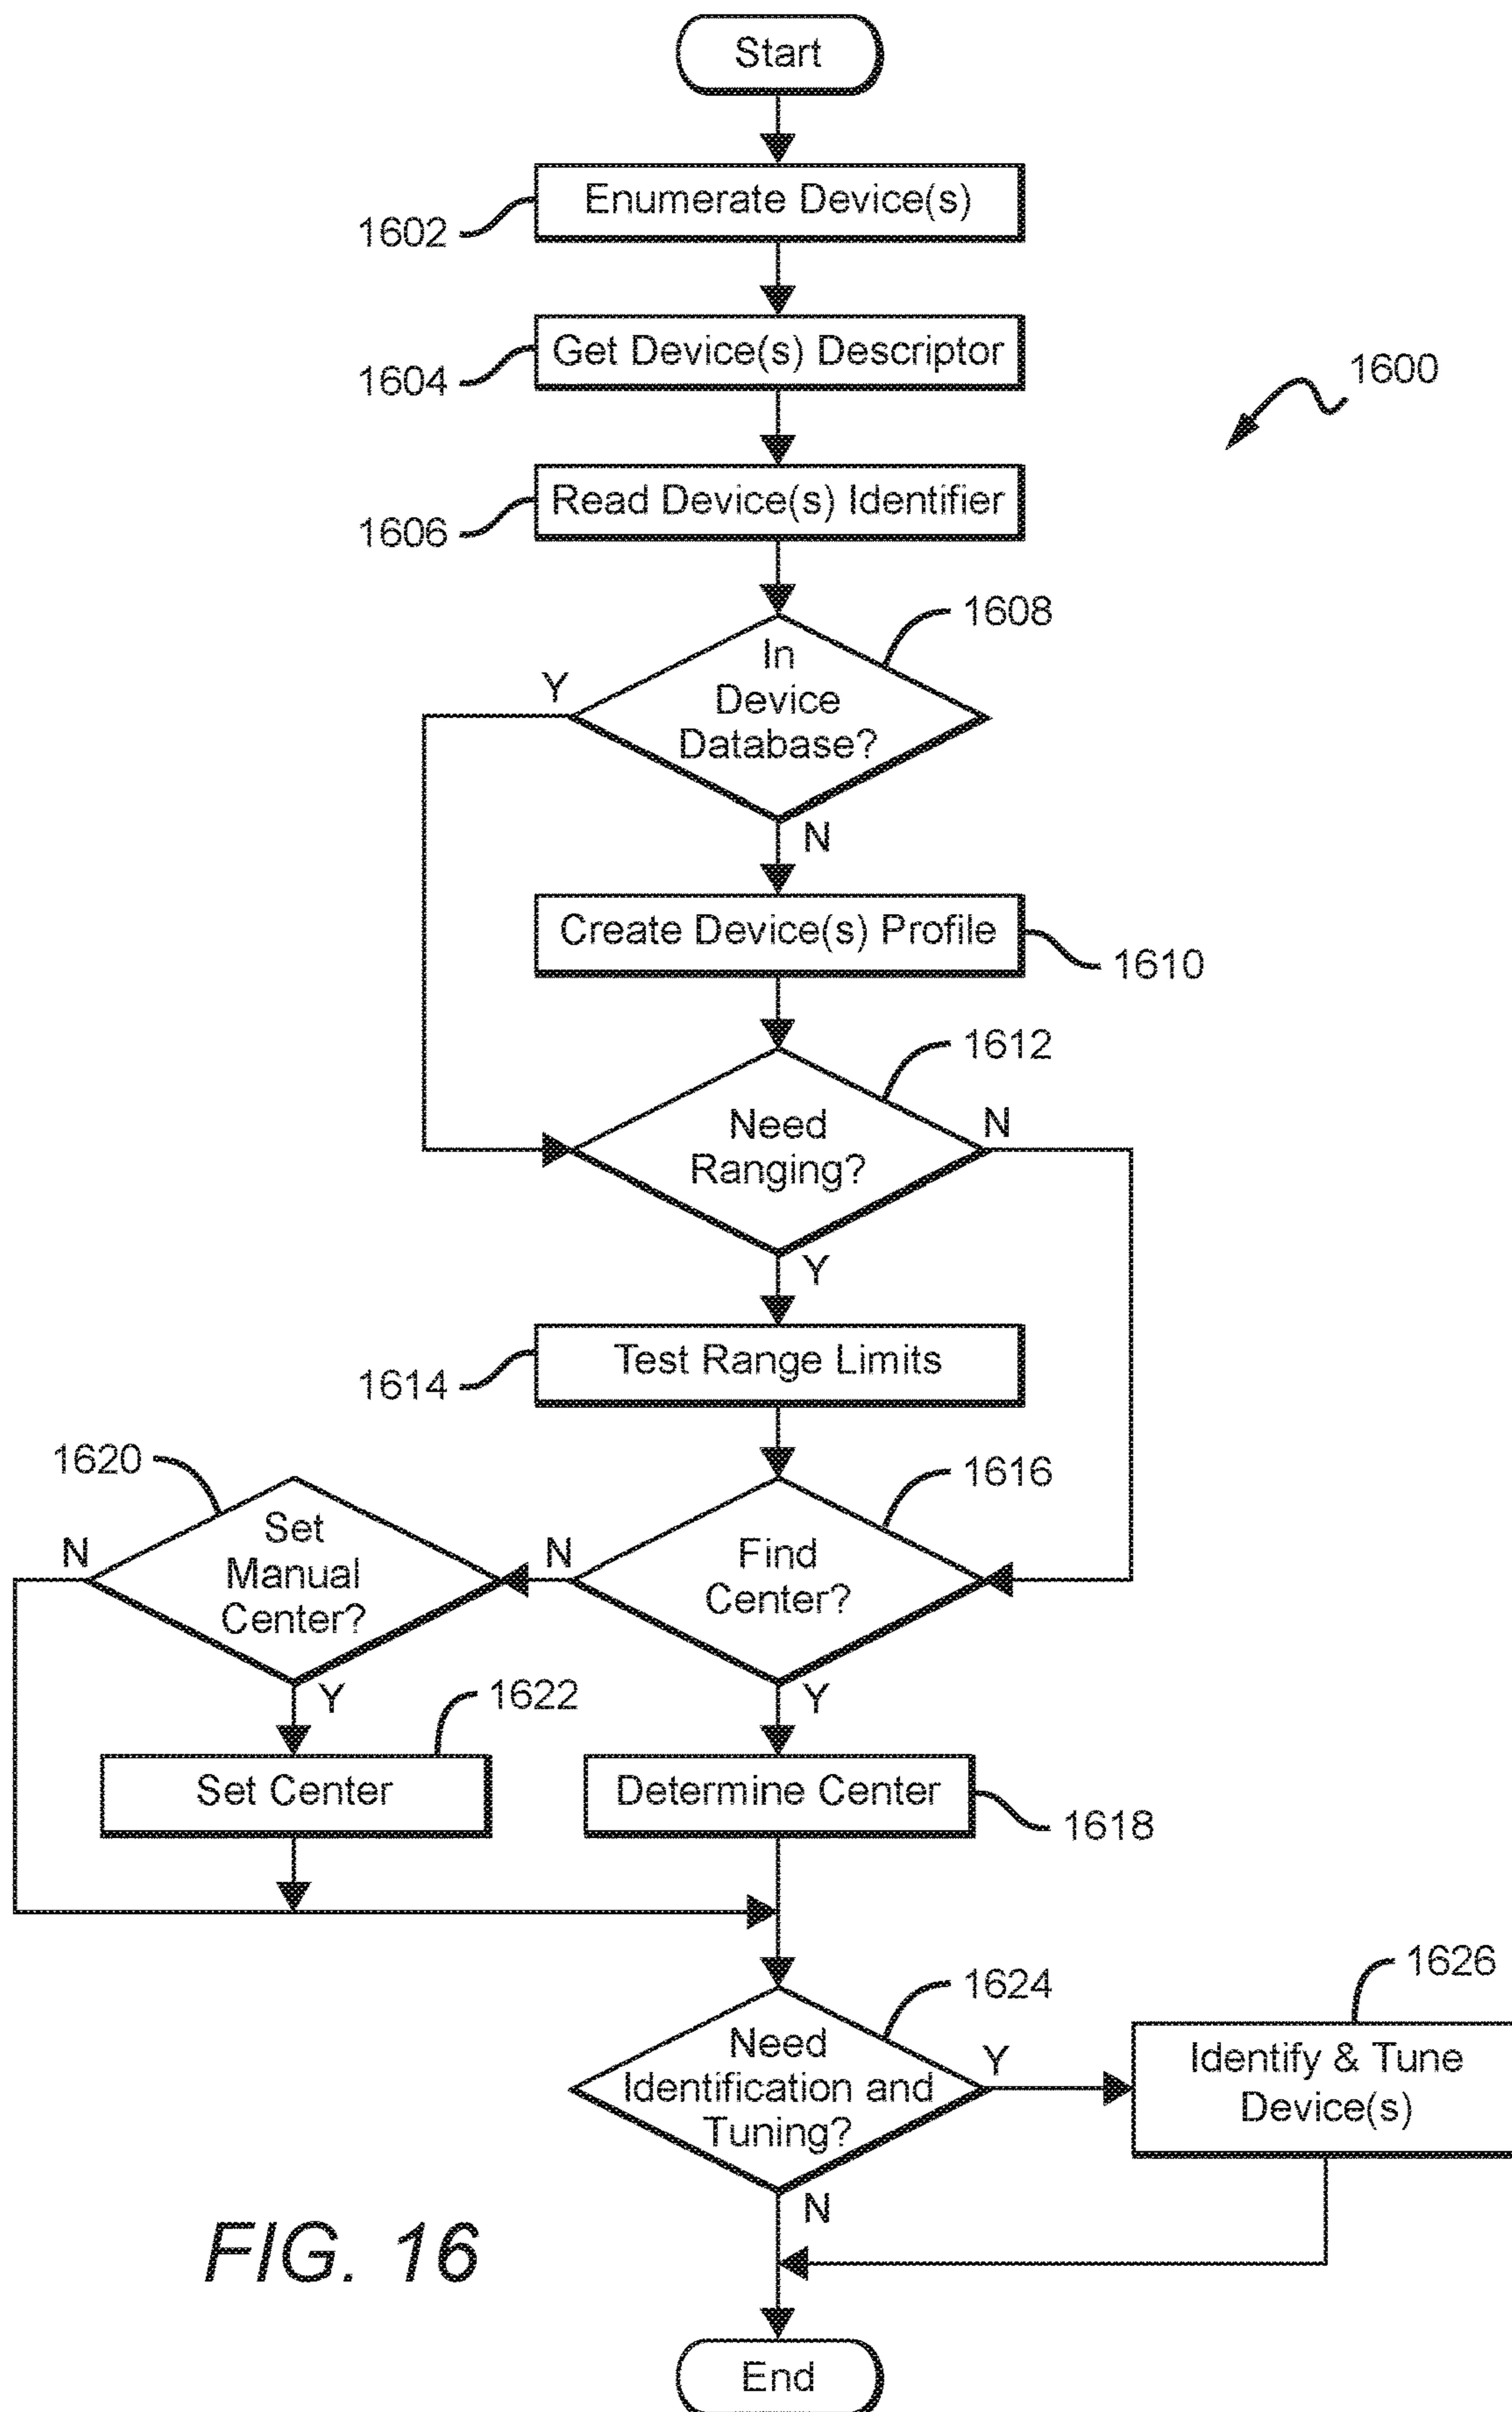 Start
Enumerate Device(s)
1602
Get Device(s) Descriptor
1604
1600
Read Device(s) Identifier
1606
1608
In
Device
Database?
Y
N
Create Device(s) Profile
1610
1612
Need
Ranging?
N
Y
Test Range Limits
1614
1620
1616
Set
Manual
Center?
N
Find
Center?
N
Y
1622
Y
Set Center
Determine Center
1618
1626
1624
Need
Identification and
Tuning?
Y
Identify & Tune
Device(s)
N
FIG. 16
End